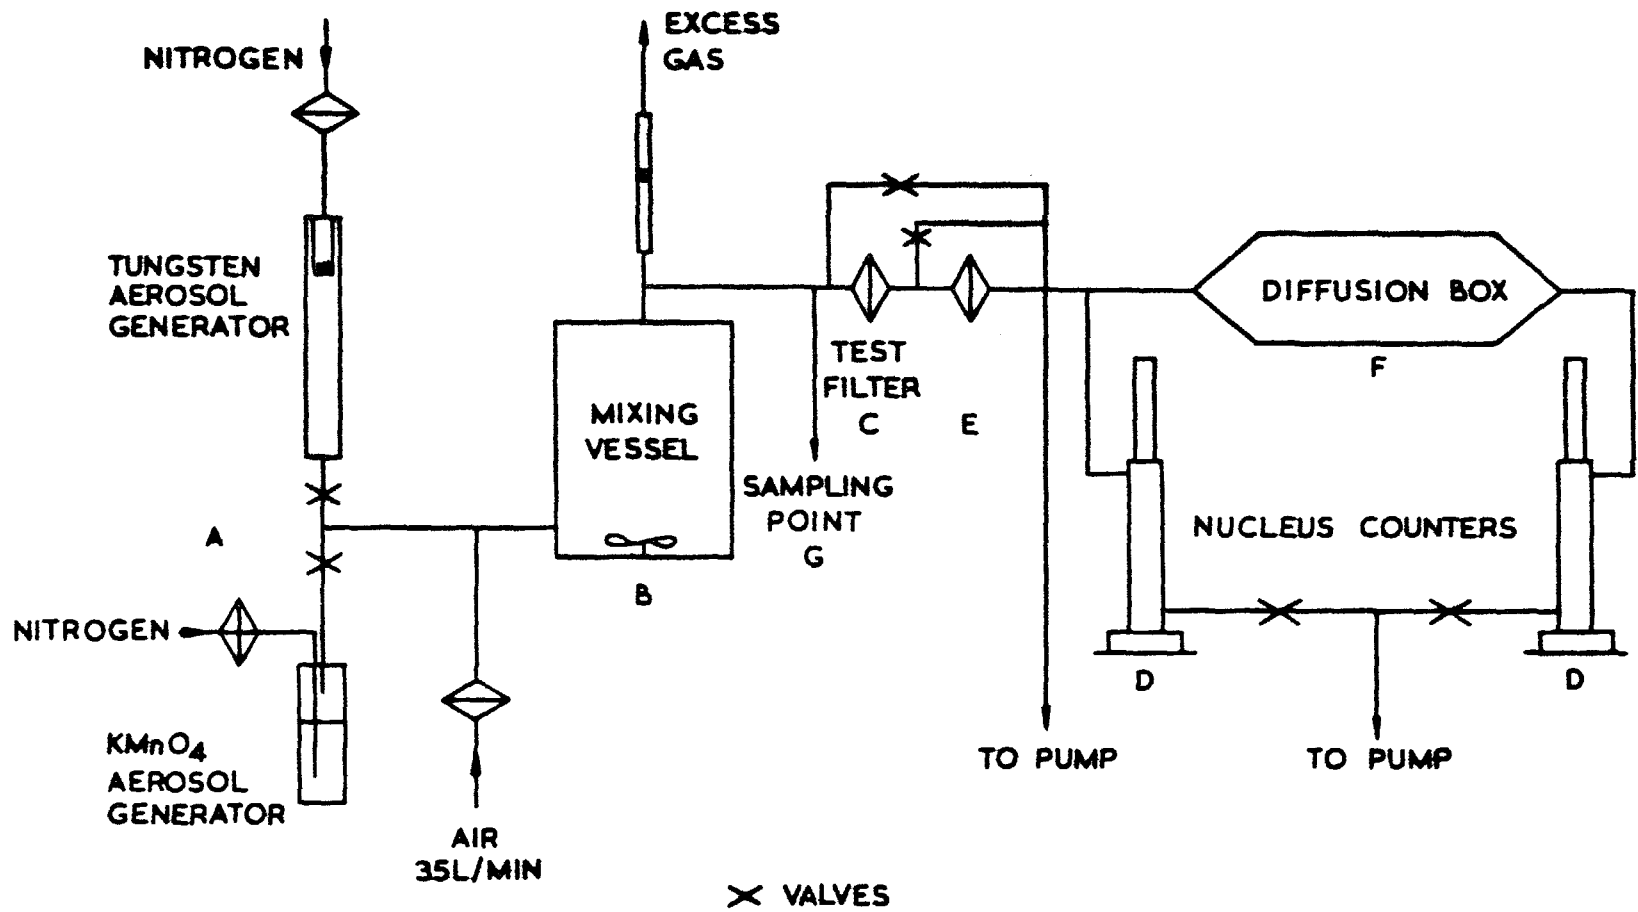 NITROGEN
EXCESS
GAS
TUNGSTEN
AEROSOL
GENERATOR
DIFFUSION BOX
F
TEST
FILTER
C
E
MIXING
VESSEL
SAMPLING
POINT
G
NUCLEUS COUNTERS
A
B
NITROGEN
D
D
KMnO4
AEROSOL
GENERATOR
TO PUMP
TO PUMP
AIR
35L/MIN
VALVES